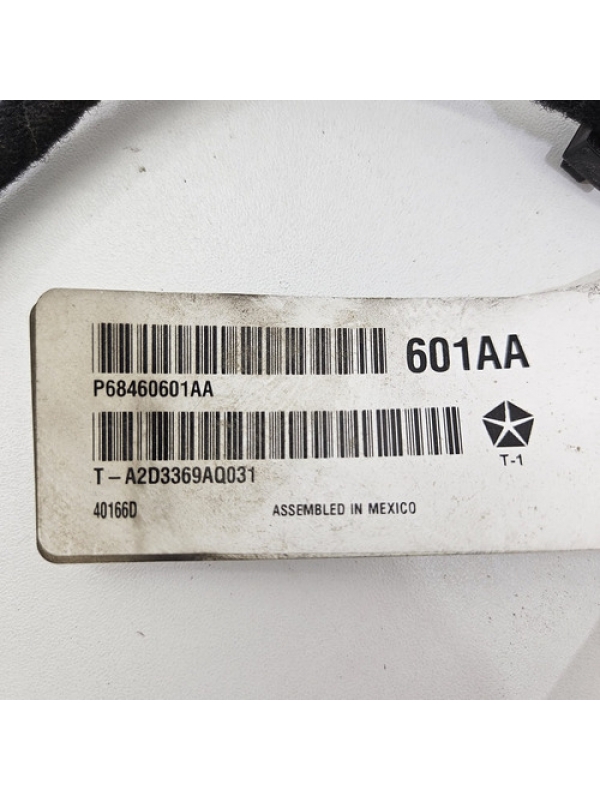 601AA
P68460601AA
T-1
T-A2D3369AQ031
40166D ASSEMBLED IN MEXICO